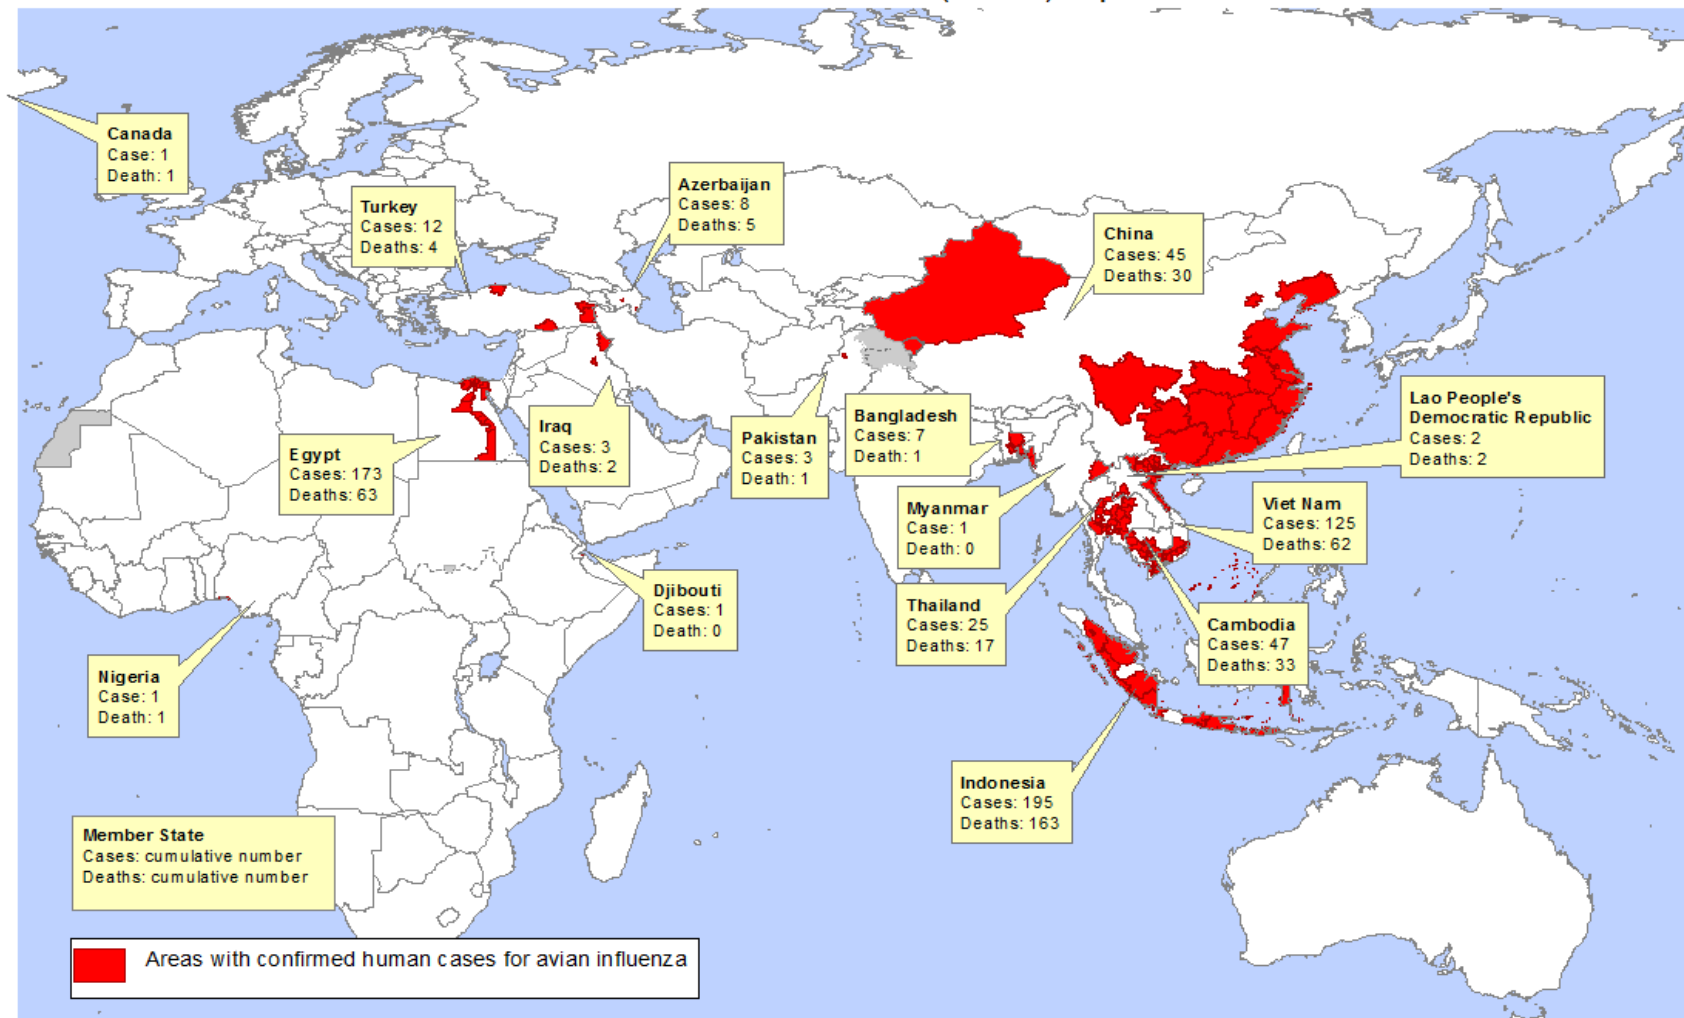 Canada
Case: 1
Death: 1
Turkey
Cases: 12
Deaths: 4
Azerbaijan
Cases: 8
Deaths: 5
China
Cases: 45
Deaths: 30
Egypt
Cases: 173
Deaths: 63
Iraq
Cases: 3
Deaths: 2
Pakistan
Cases: 3
Death: 1
Bangladesh
Cases: 7
Death: 1
Lao People's
Democratic Republic
Cases: 2
Deaths: 2
Myanmar
Case: 1
Death: 0
Viet Nam
Cases: 125
Deaths: 62
Djibouti
Cases: 1
Death: 0
Thailand
Cases: 25
Deaths: 17
Cambodia
Cases: 47
Deaths: 33
Nigeria
Case: 1
Death: 1
Indonesia
Cases: 195
Deaths: 163
Member State
Cases: cumulative number
Deaths: cumulative number
Areas with confirmed human cases for avian influenza